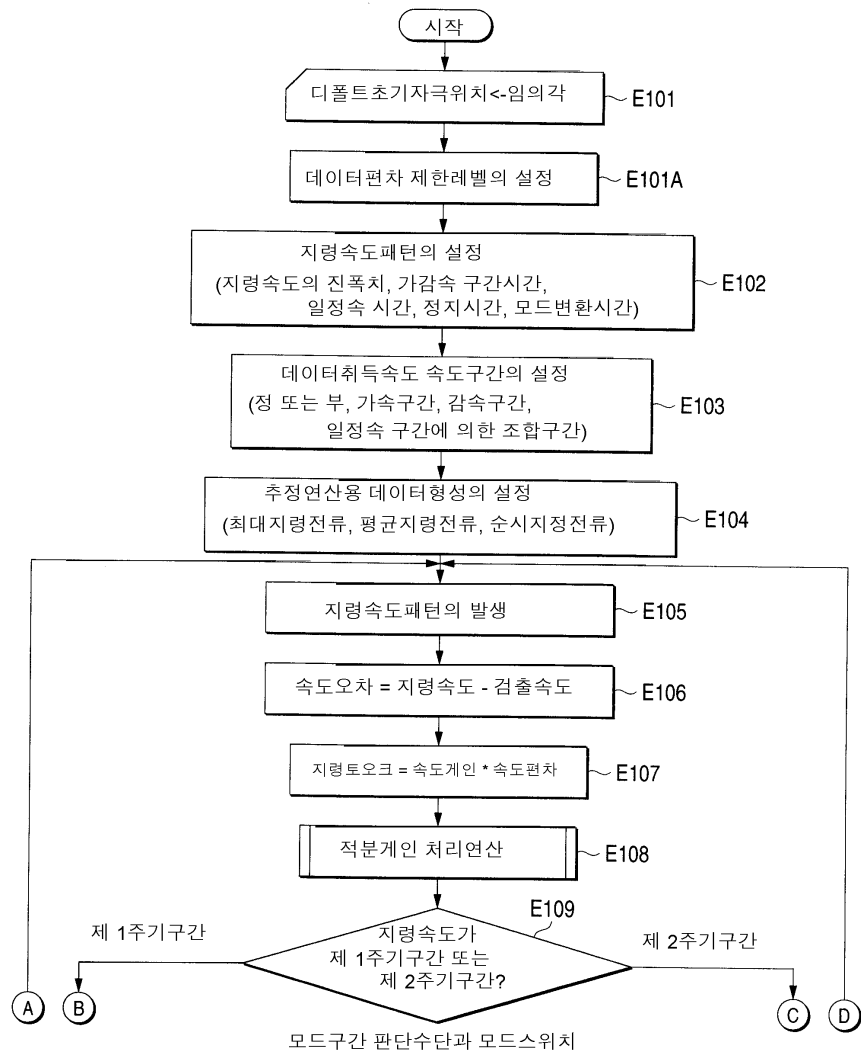 시작
디폴트초기자극위치<-임의각
E101
데이터편차 제한레벨의 설정
E101A
지령속도패턴의 설정
(지령속도의 진폭치, 가감속 구간시간,
일정속 시간, 정지시간, 모드변환시간)
E102
데이터취득속도 속도구간의 설정
(정 또는 부, 가속구간, 감속구간,
일정속 구간에 의한 조합구간)
E103
추정연산용 데이터형성의 설정
(최대지령전류, 평균지령전류, 순시지정전류)
E104
지령속도패턴의 발생
E105
속도오차 = 지령속도 - 검출속도
E106
지령토오크 = 속도게인 * 속도편차
E107
적분게인 처리연산
E108
E109
지령속도가
제 1주기구간 또는
제 2주기구간?
제 1주기구간
제 2주기구간
A
B
C
D
모드구간 판단수단과 모드스위치